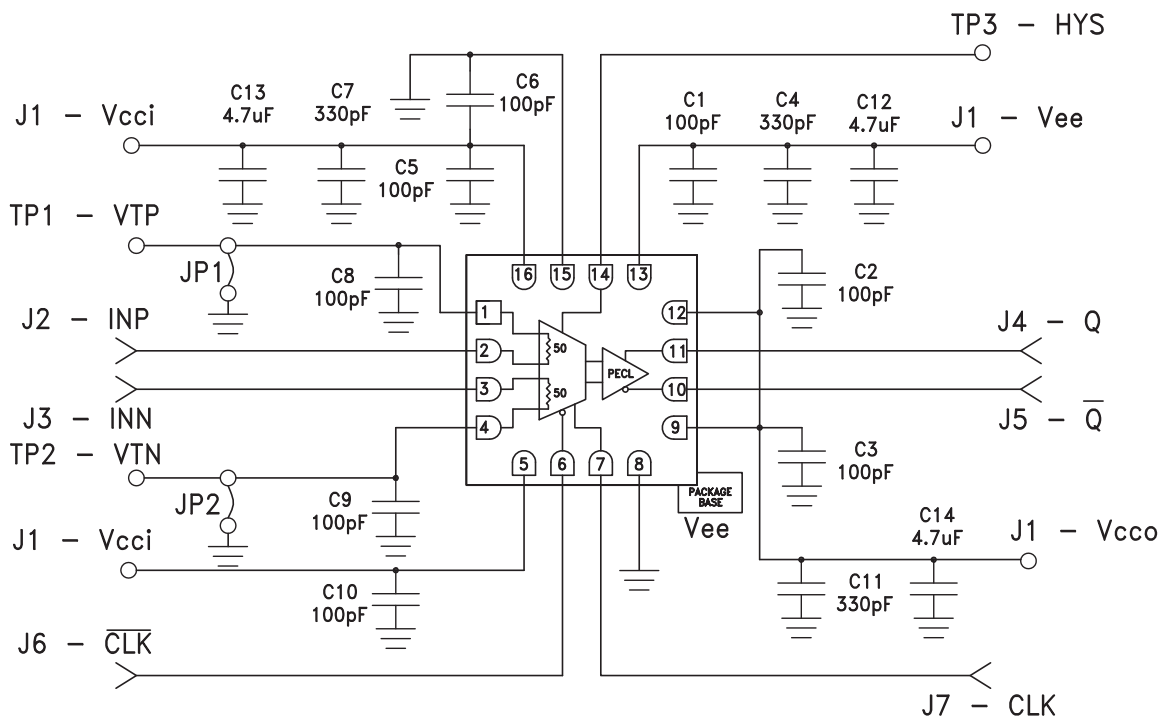 TP3 - HYS
J1 - Vcci
C13
4.7uF
C7
330pF
C6
100pF
C5
100pF
C1
100pF
C4
330pF
C12
4.7uF
J1 - Vee
TP1 - VTP
JP1
C8
100pF
16
15
14
13
C2
100pF
J2 - INP
1
12
J4 - Q
2
50
PECL
11
3
50
10
J3 - INN
J5 - Q̅
4
9
TP2 - VTN
C3
100pF
5
6
7
8
JP2
C9
100pF
PACKAGE
BASE
Vee
J1 - Vcci
C14
4.7uF
J1 - Vcco
C10
100pF
C11
330pF
J6 - C̅L̅K̅
J7 - CLK